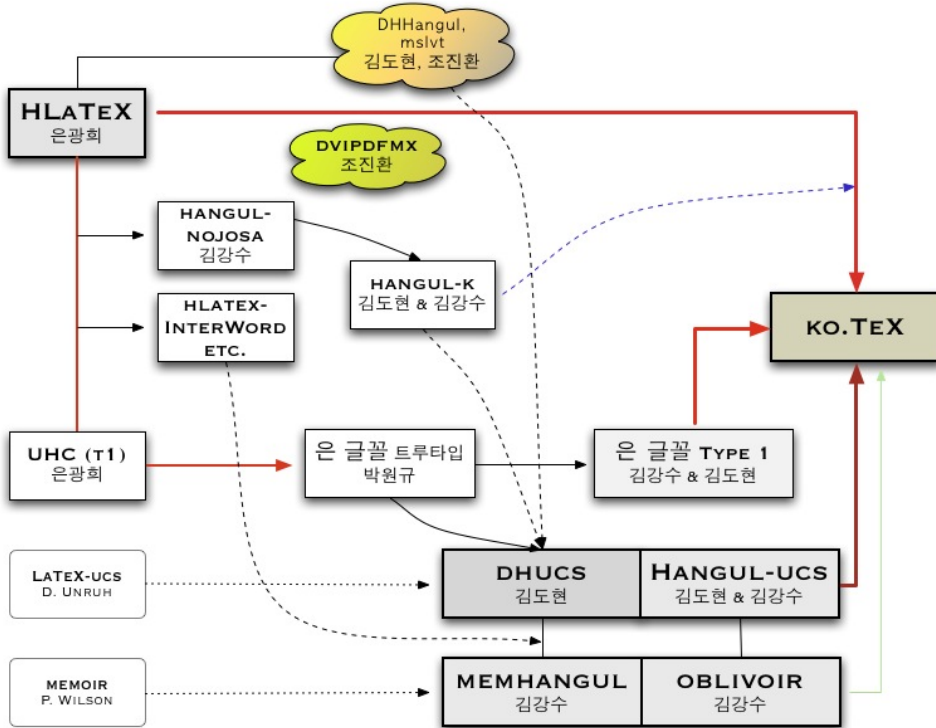 DHHangul,
mslvt
김도현, 조진환
HLaTeX
은광희
DVIPDFMX
조진환
HANGUL-
NOJOSA
김강수
HANGUL-K
김도현 & 김강수
HLATEX-
INTERWORD
ETC.
KO.TEX
UHC (T1)
은광희
은 글꼴 트루타입
박원규
은 글꼴 TYPE 1
김강수 & 김도현
LATEX-UCS
D. UNRUH
DHUCS
김도현
HANGUL-UCS
김도현 & 김강수
MEMOIR
P. WILSON
MEMHANGUL
김강수
OBLIVOIR
김강수